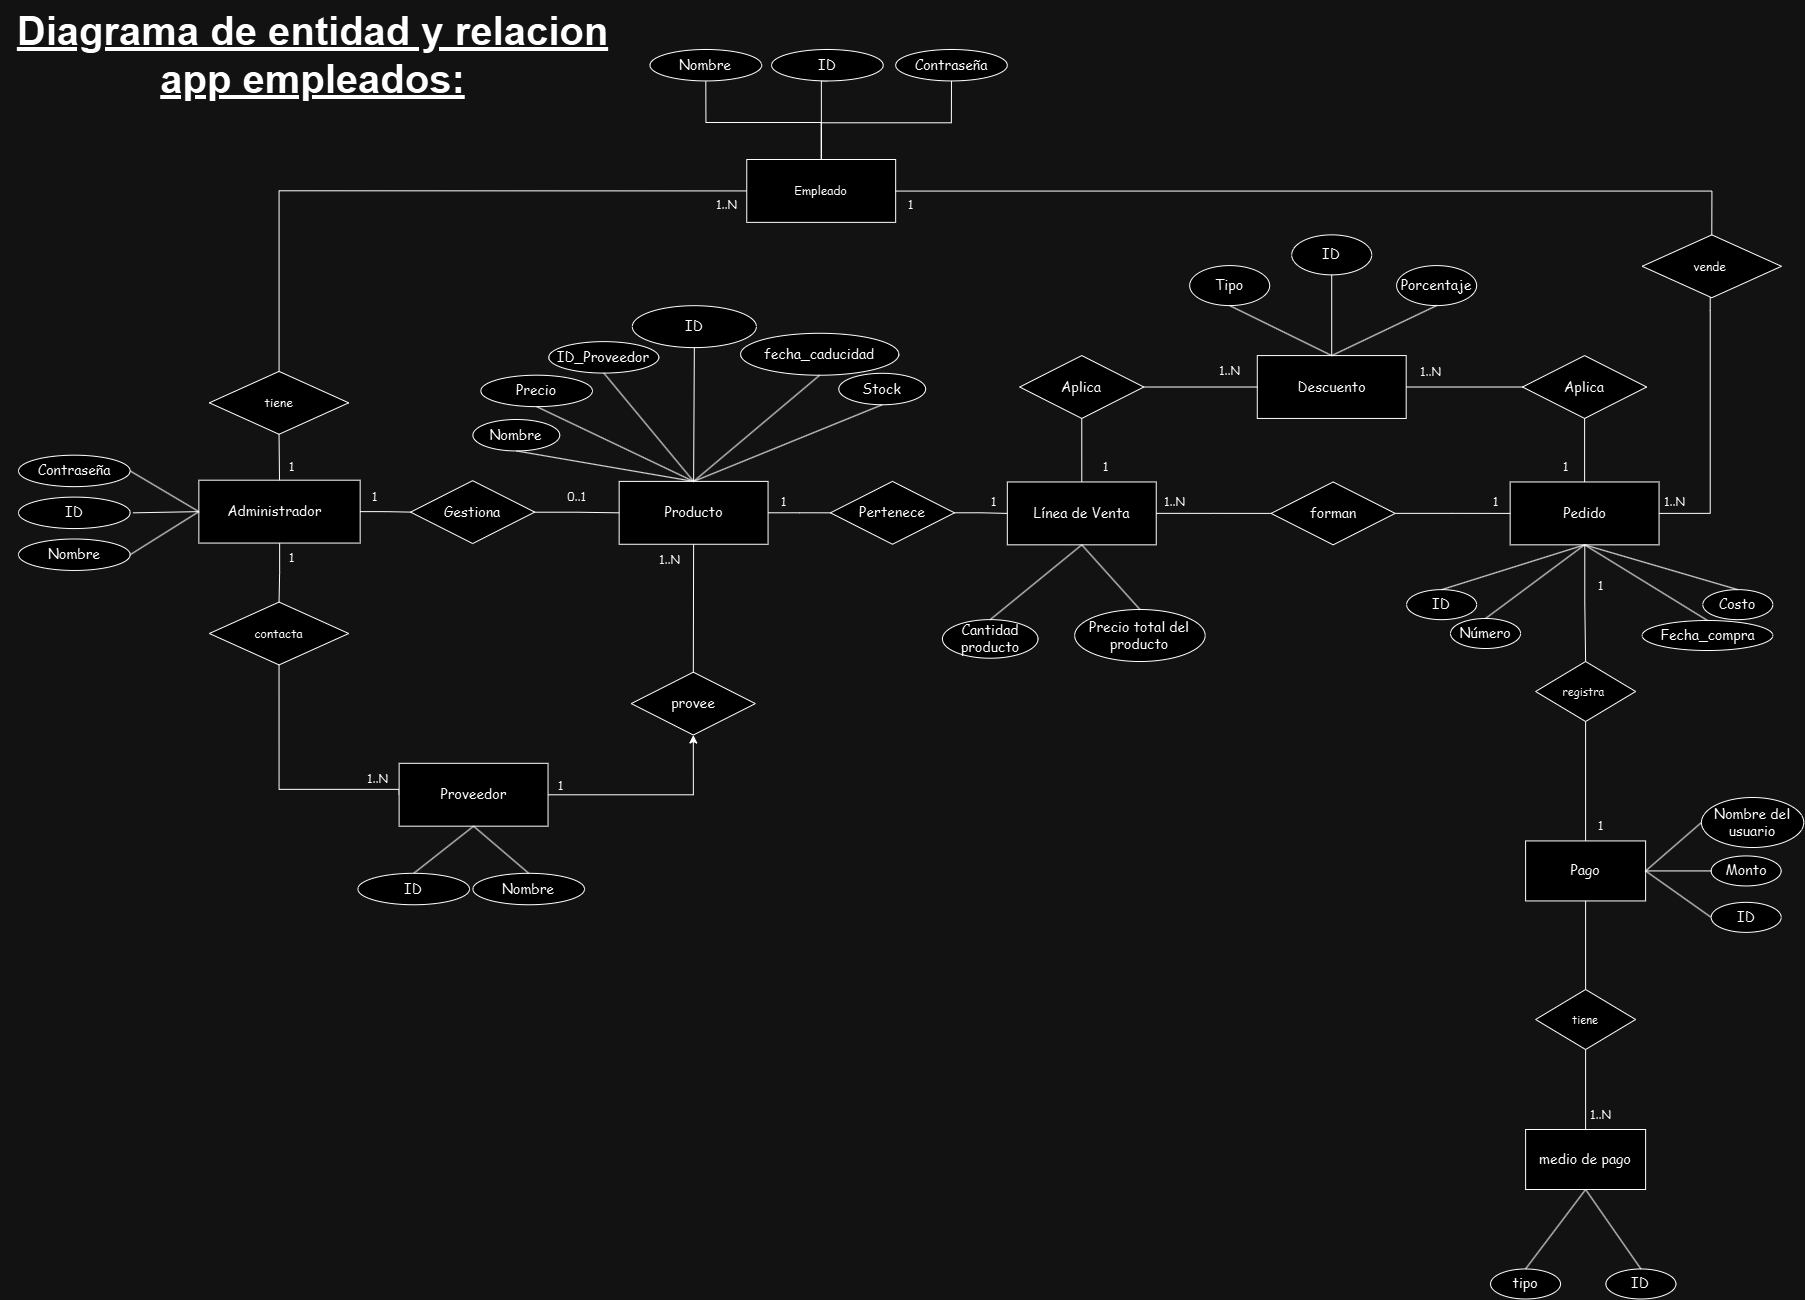 Diagrama de entidad y relacion
app empleados:
Nombre
ID
Contraseña
Empleado
1..N
1
vende
ID
Tipo
Porcentaje
ID
fecha_caducidad
ID_Proveedor
Precio
Stock
Nombre
Aplica
1..N
Descuento
1..N
Aplica
tiene
1
1
1
Contraseña
ID
Nombre
Administrador
1
Gestiona
0..1
Producto
1
Pertenece
1
Línea de Venta
1..N
forman
1
Pedido
1..N
1
1..N
1
ID
Número
Costo
Fecha_compra
Cantidad
producto
Precio total del
producto
contacta
provee
registra
1..N
Proveedor
1
ID
Nombre
1
Pago
Nombre del
usuario
Monto
ID
tiene
1..N
medio de pago
tipo
ID